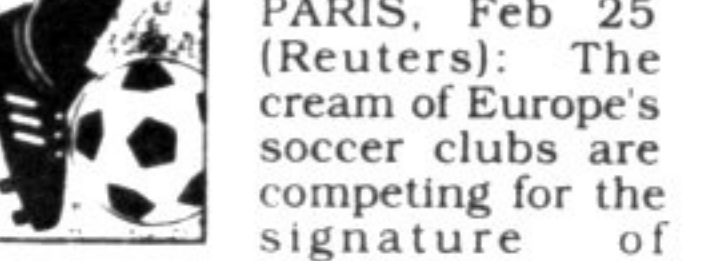 PARIS, Feb 25
(Reuters): The
cream of Europe's
soccer clubs are
competing for the
signature of